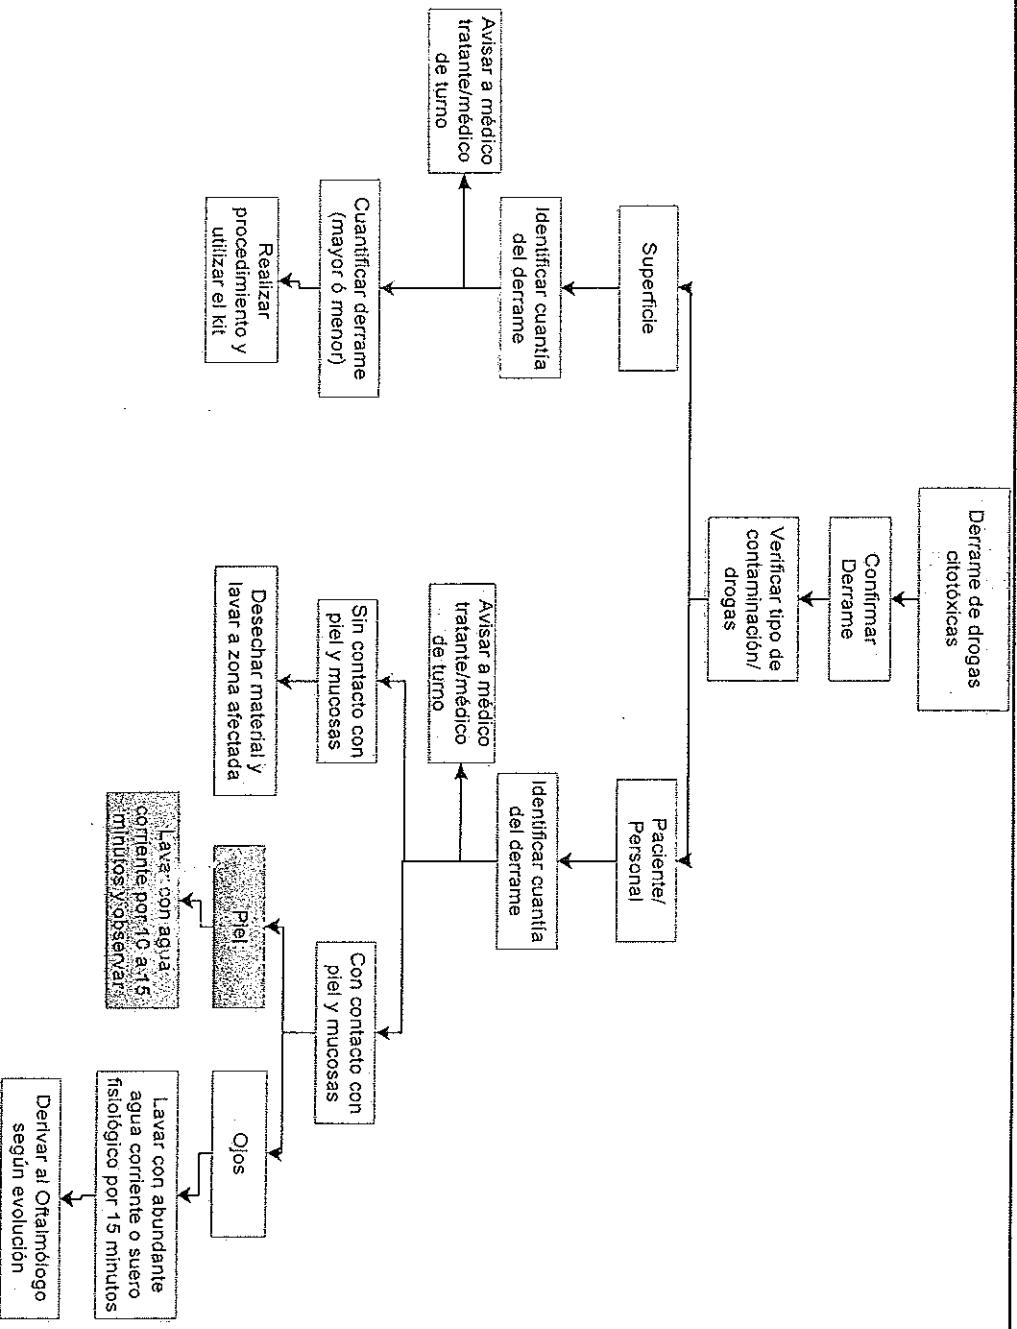 Derrame de drogas
citotóxicas
Confirmar
Derrame
Verificar tipo de
contaminación/
drogas
Superficie
Identificar cuantía
del derrame
Avisar a médico
tratante/médico
de turno
Cuantificar derrame
(mayor ó menor)
Realizar
procedimiento y
utilizar el kit
Paciente/
Personal
Identificar cuantía
del derrame
Avisar a médico
tratante/médico
de turno
Sin contacto con
piel y mucosas
Desechar material y
lavar a zona afectada
Con contacto con
piel y mucosas
Piel
Lavar con agua
corriente por 10 a 15
minutos y observar
Ojos
Lavar con abundante
agua corriente o suero
fisiológico por 15 minutos
Derivar al Oftalmólogo
según evolución